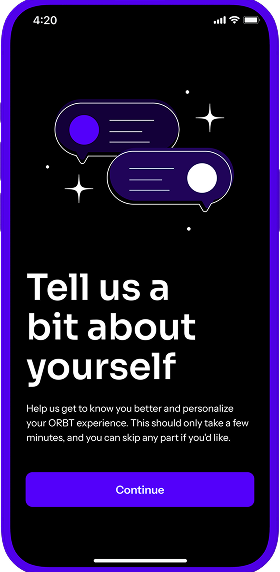 4:20
Tell us a
bit about
yourself
Help us get to know you better and personalize
your ORBT experience. This should only take a few
minutes, and you can skip any part if you'd like.
Continue